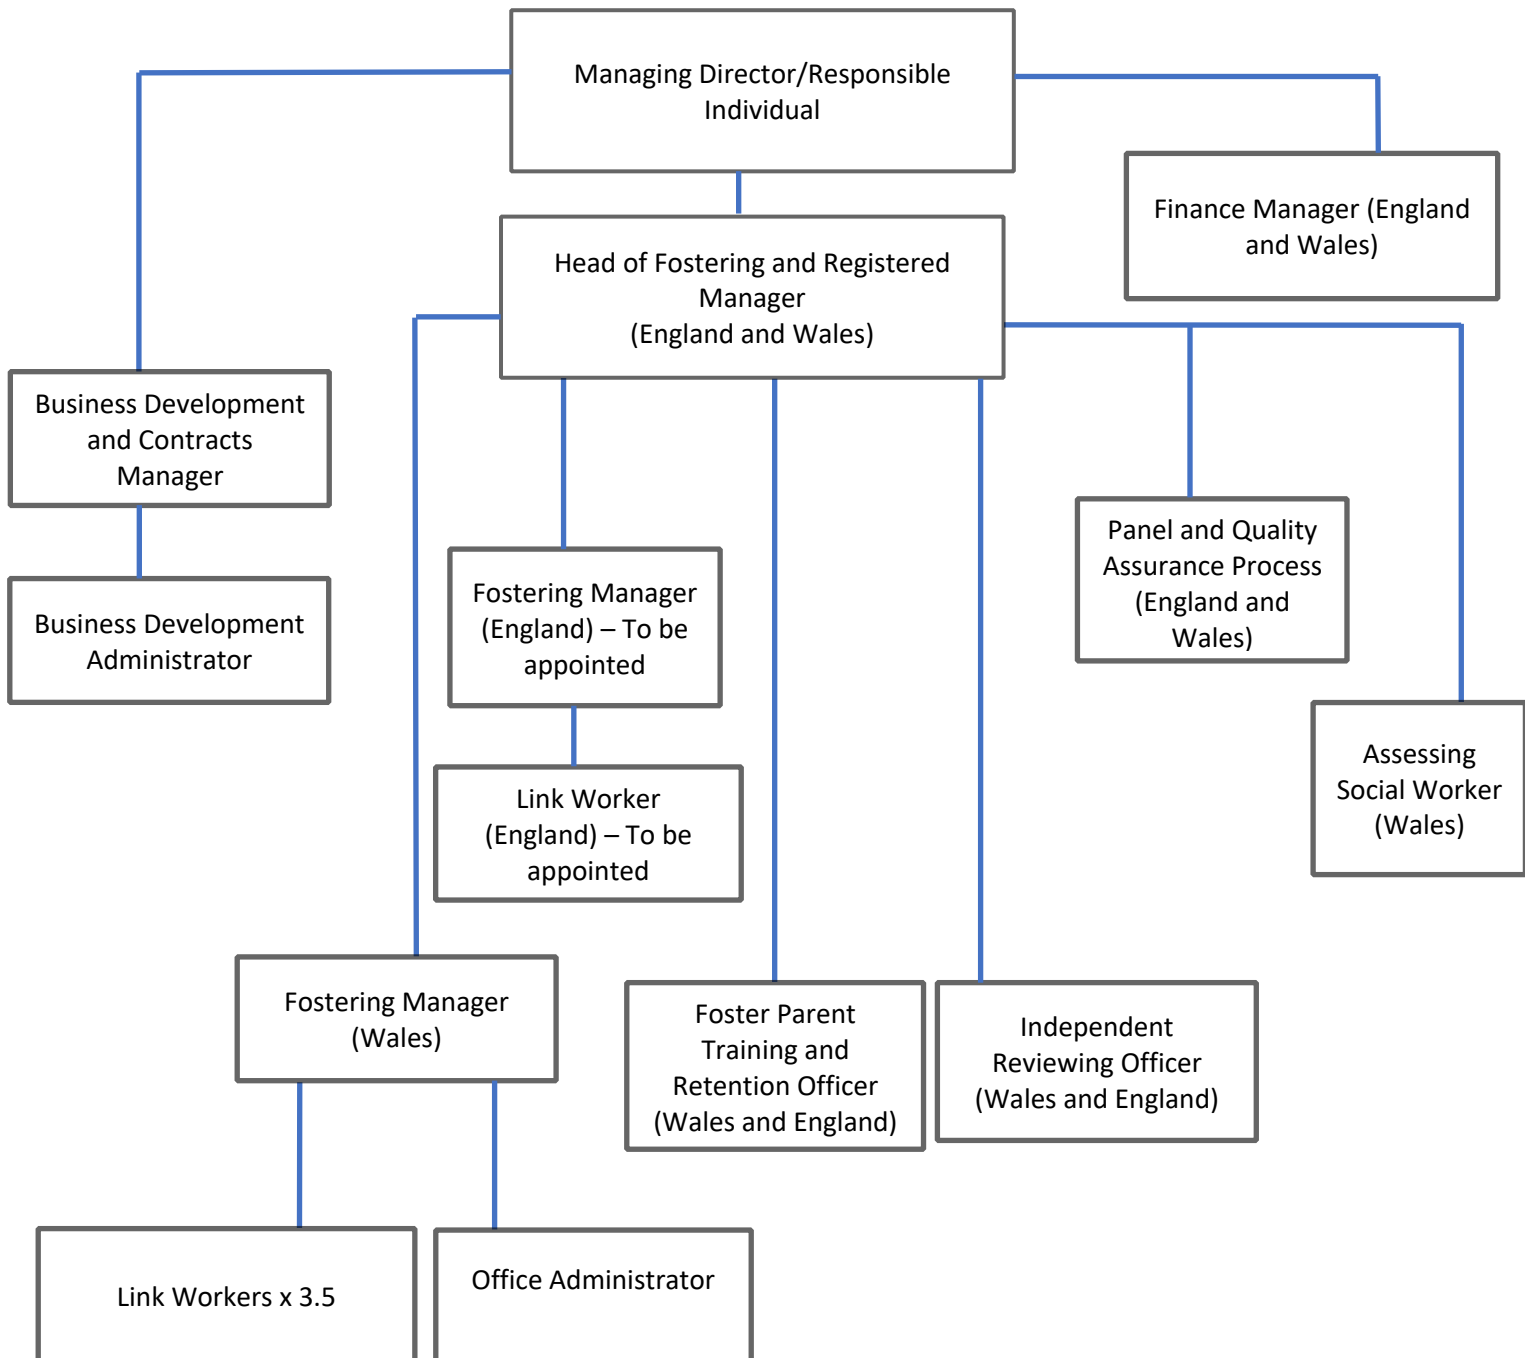 Managing Director/Responsible
Individual
Finance Manager (England
and Wales)
Head of Fostering and Registered
Manager
(England and Wales)
Business Development
and Contracts
Manager
Business Development
Administrator
Fostering Manager
(England) – To be
appointed
Panel and Quality
Assurance Process
(England and
Wales)
Link Worker
(England) – To be
appointed
Assessing
Social Worker
(Wales)
Fostering Manager
(Wales)
Foster Parent
Training and
Retention Officer
(Wales and England)
Independent
Reviewing Officer
(Wales and England)
Link Workers x 3.5
Office Administrator